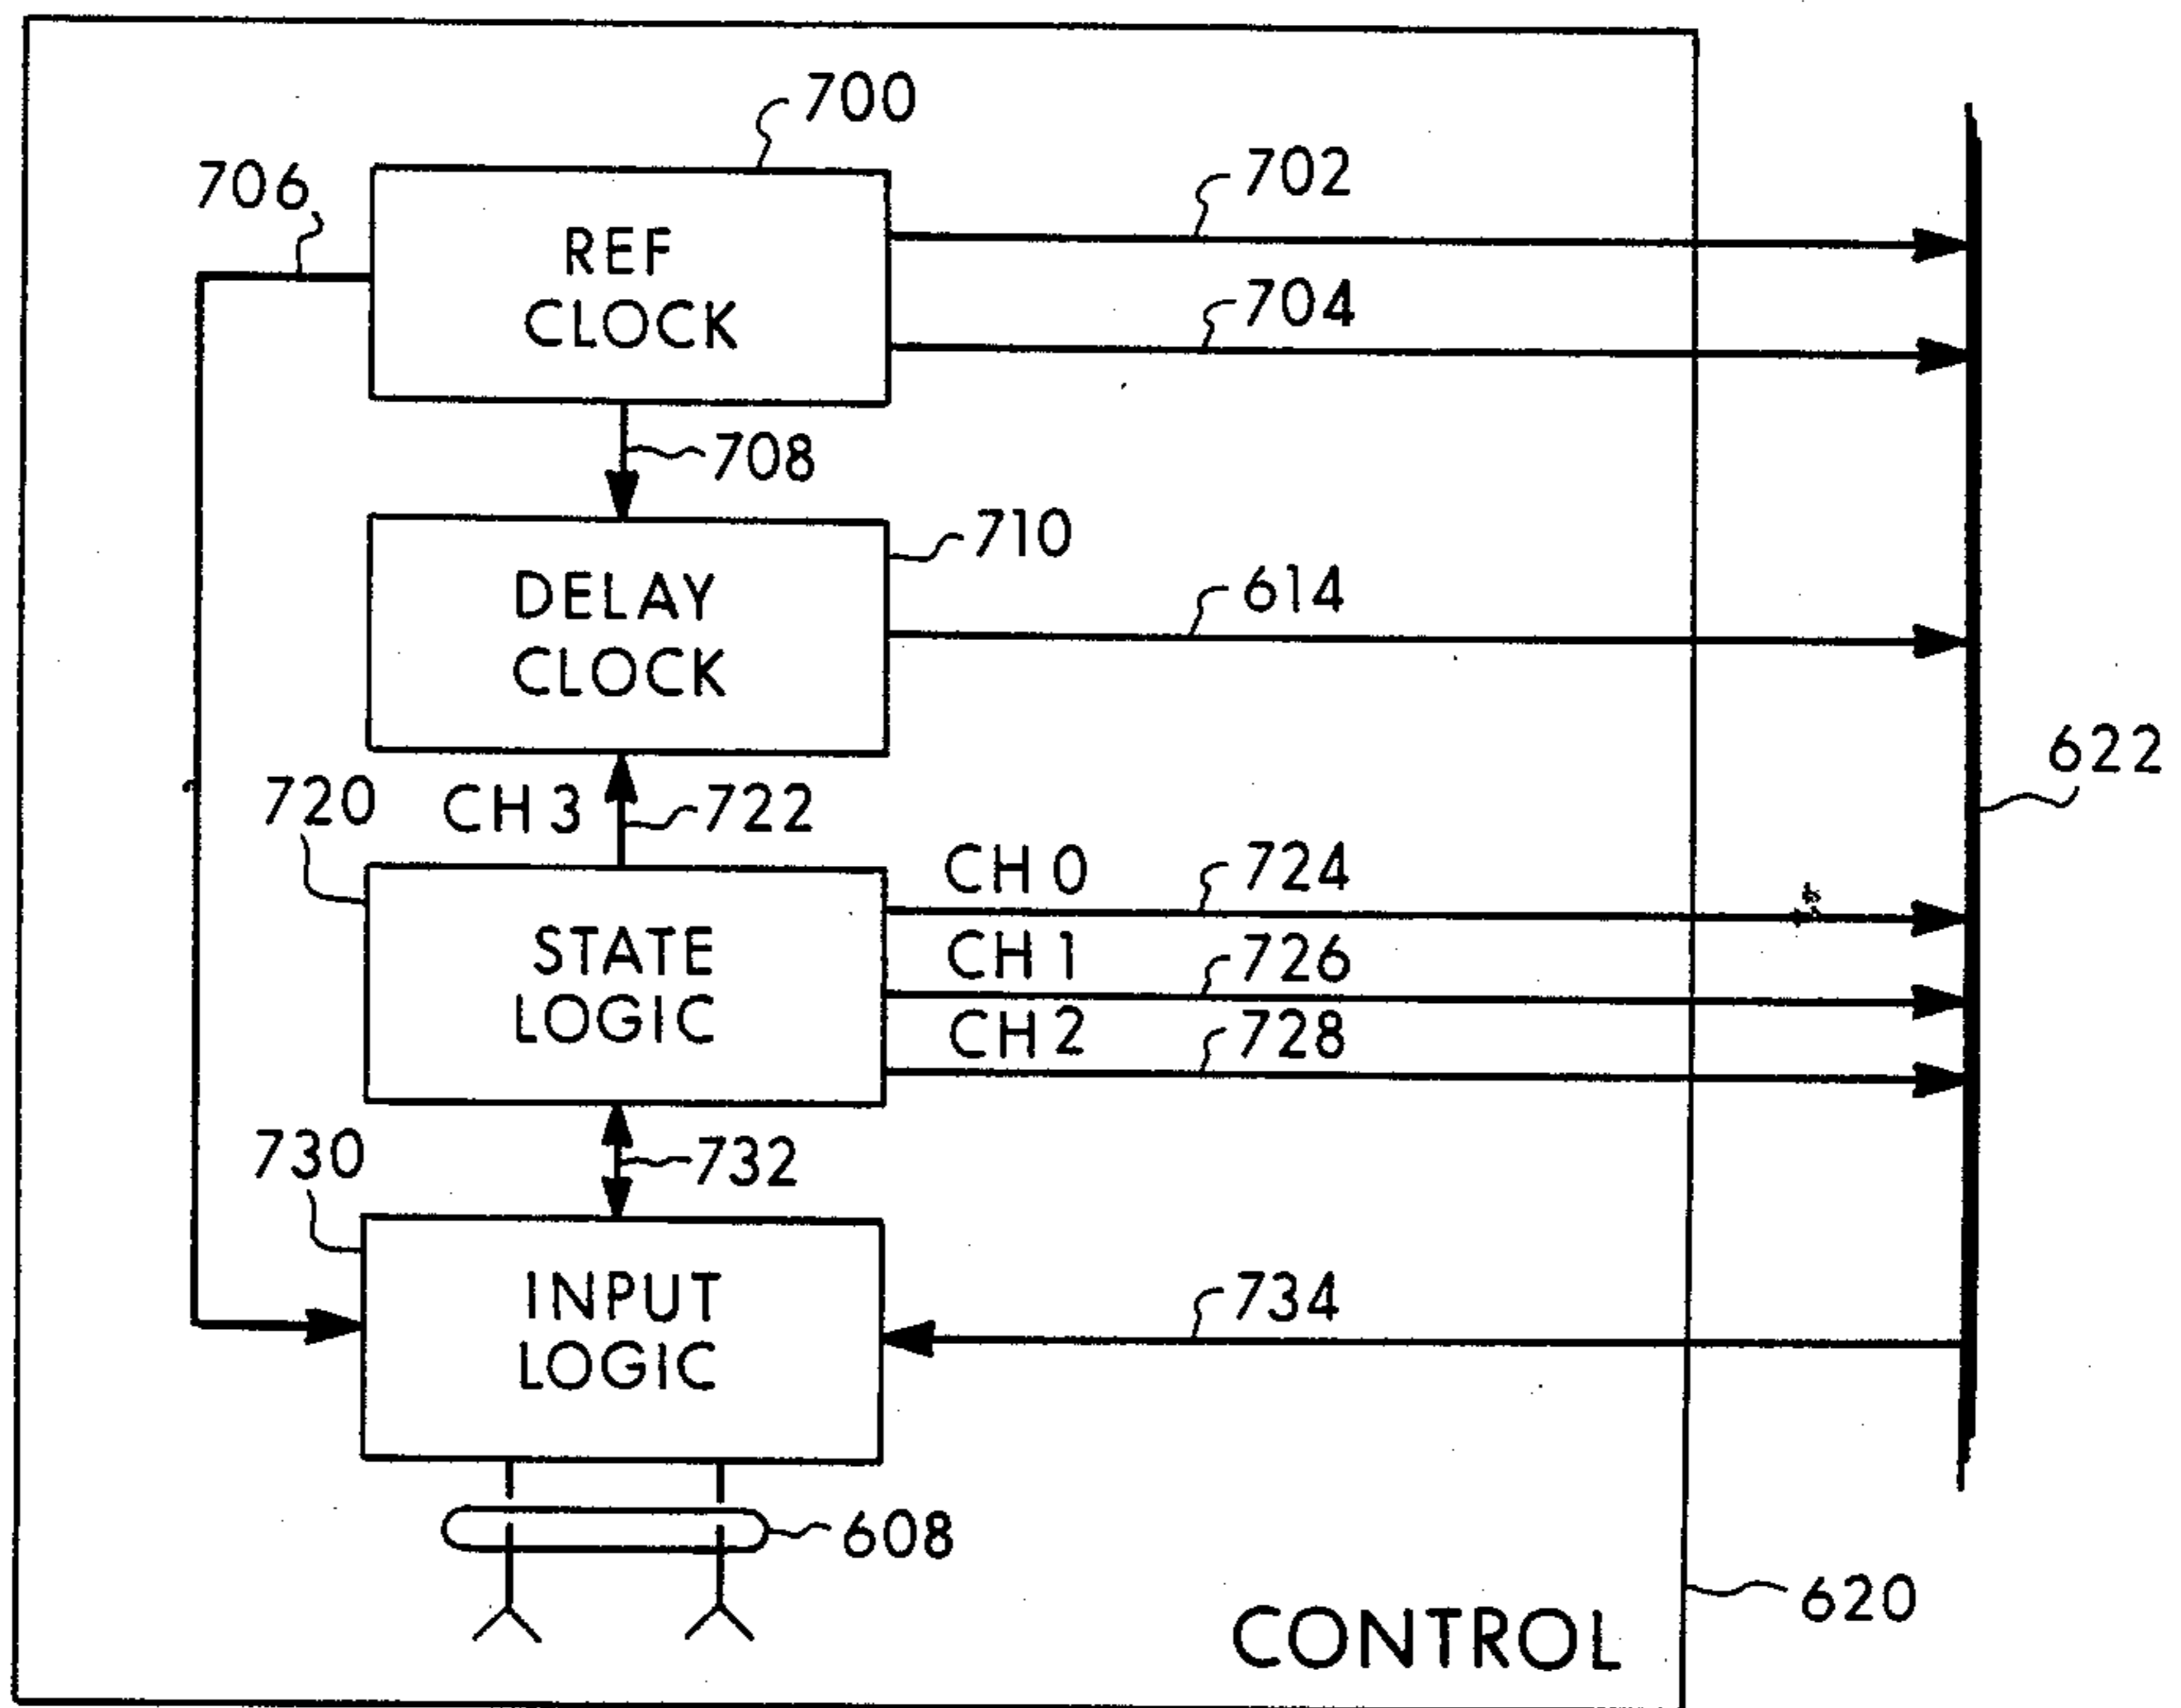 700
702
706
REF
CLOCK
704
708
710
DELAY
CLOCK
614
622
720
CH 3
722
CH 0
724
STATE
LOGIC
CH 1
726
CH 2
728
730
732
INPUT
LOGIC
734
608
620
CONTROL